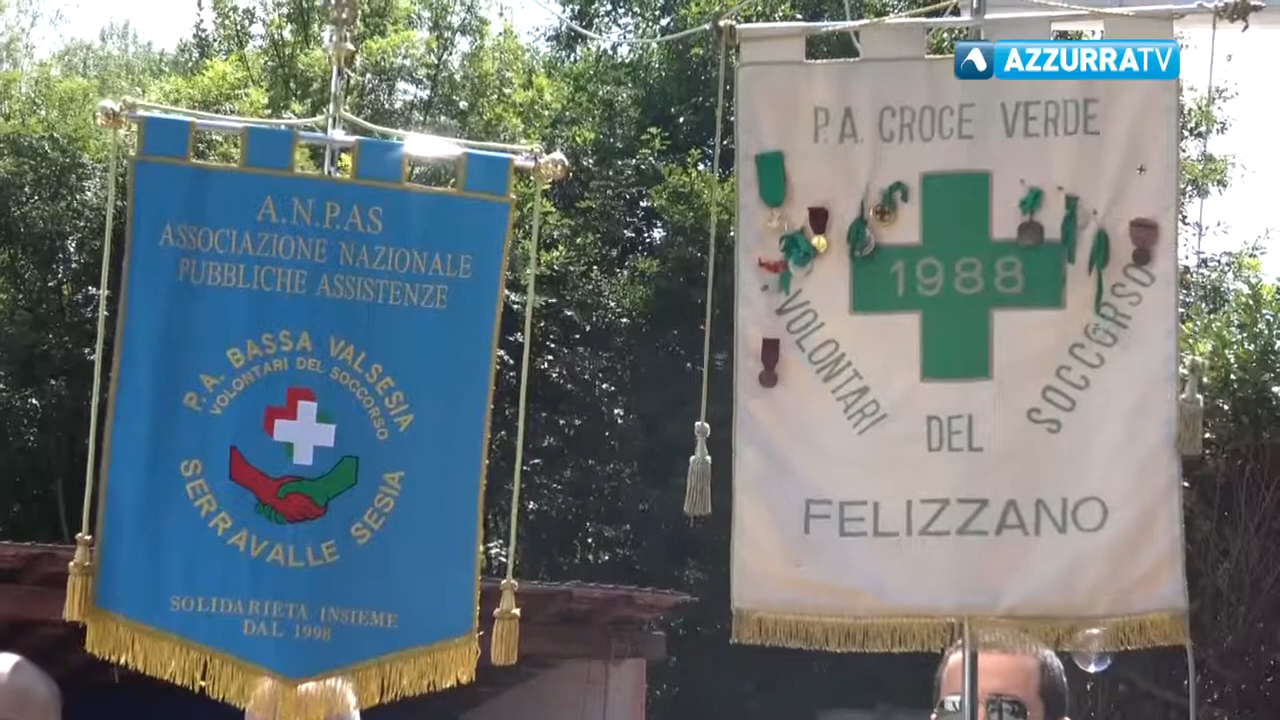 AZZURRATV
A.N.P.AS
ASSOCIAZIONE NAZIONALE
PUBBLICHE ASSISTENZE
P.A. BASSA VALSESIA
VOLONTARI DEL SOCCORSO
SERRAVALLE SESIA
SOLIDARIETA INSIEME
DAL 1998
P.A. CROCE VERDE
1988
VOLONTARI
DEL
SOCCORSO
FELIZZANO